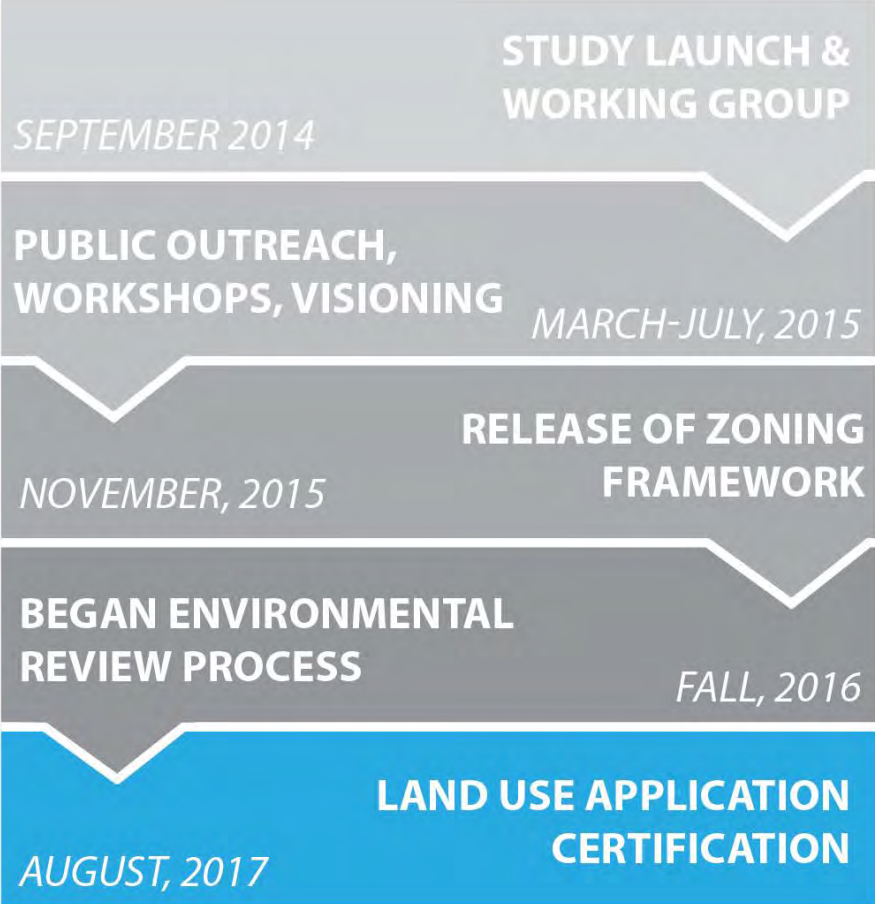 STUDY LAUNCH &
WORKING GROUP
SEPTEMBER 2014
PUBLIC OUTREACH,
WORKSHOPS, VISIONING
MARCH-JULY, 2015
RELEASE OF ZONING
FRAMEWORK
NOVEMBER, 2015
BEGAN ENVIRONMENTAL
REVIEW PROCESS
FALL, 2016
LAND USE APPLICATION
CERTIFICATION
AUGUST, 2017